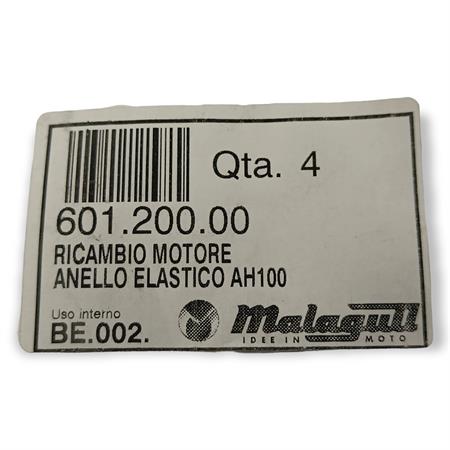 Qta. 4
601.200.00
RICAMBIO MOTORE
ANELLO ELASTICO AH100
Uso interno
BE.002.
Malaguti
IDEE IN MOTO